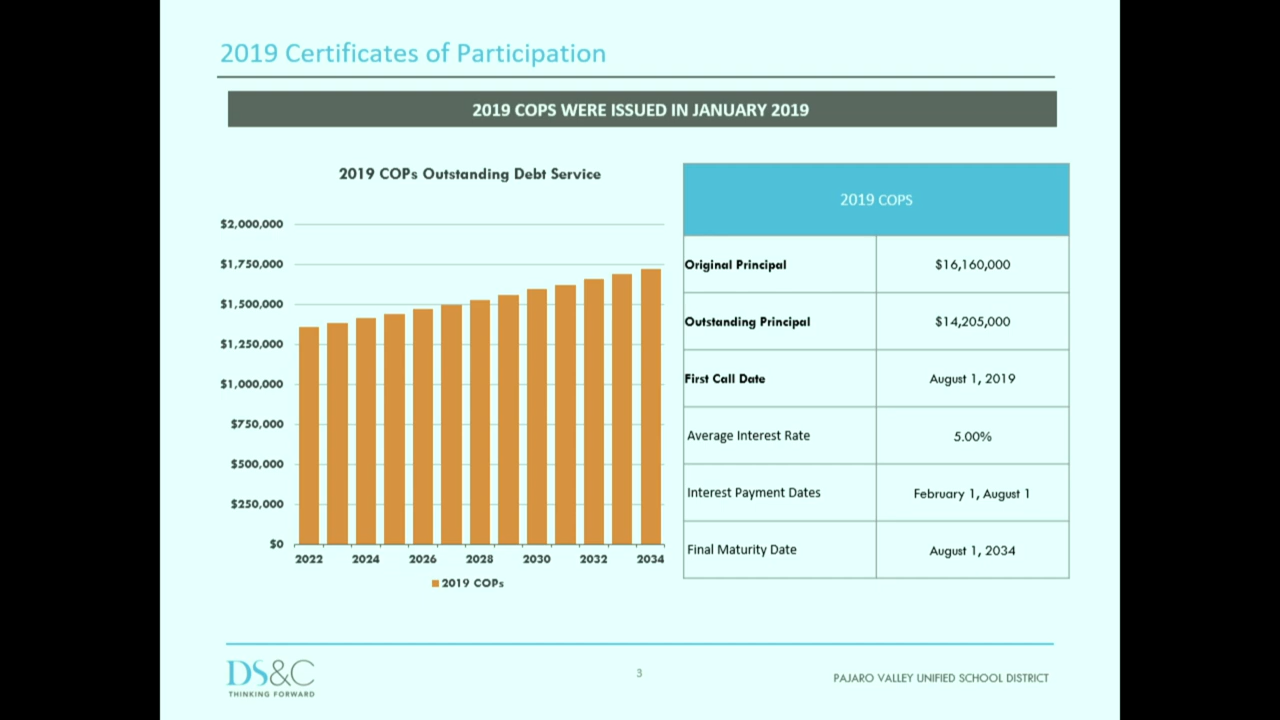 2019 Certificates of Participation
2019 COPS WERE ISSUED IN JANUARY 2019
2019 COPs Outstanding Debt Service
$2,000,000
$1,750,000
$1,500,000
$1,250,000
$1,000,000
$750,000
$500,000
$250,000
$0
2022 2024 2026 2028 2030 2032 2034
2019 COPs
2019 COPS
Original Principal $16,160,000
Outstanding Principal $14,205,000
First Call Date August 1, 2019
Average Interest Rate 5.00%
Interest Payment Dates February 1, August 1
Final Maturity Date August 1, 2034
DS&C
THINKING FORWARD
3
PAJARO VALLEY UNIFIED SCHOOL DISTRICT